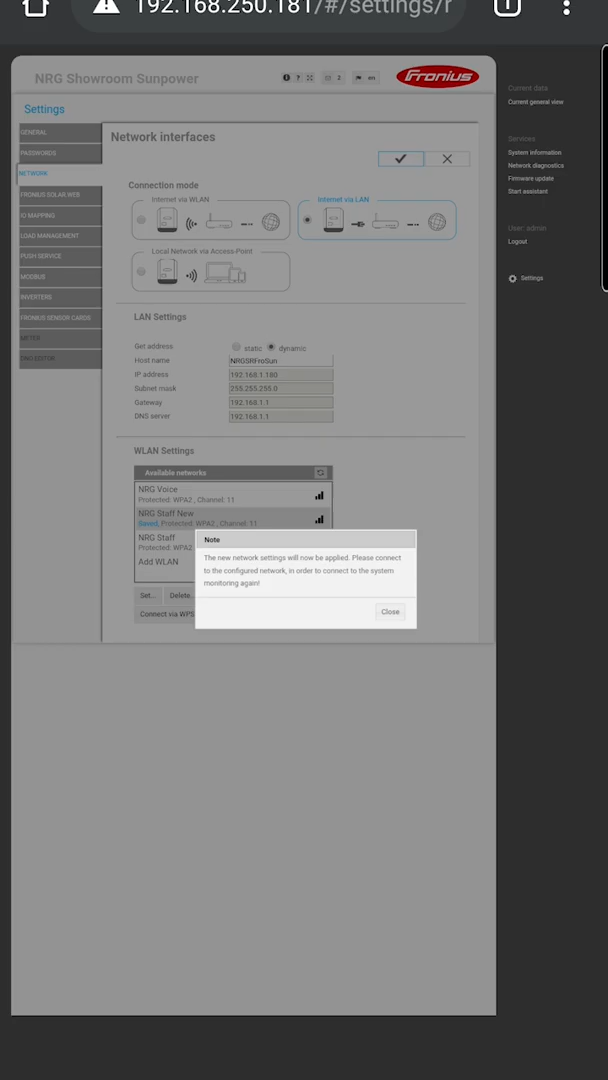 192.168.250.181/#/settings/r
NRG Showroom Sunpower
2
en
Fronius
Settings
GENERAL
PASSWORDS
NETWORK
FRONIUS SOLAR WEB
IO MAPPING
LOAD MANAGEMENT
PUSH SERVICE
MODBUS
INVERTERS
FRONIUS SENSOR CARDS
METER
DNO EDITOR
Network interfaces
Connection mode
Internet via WLAN
Internet via LAN
Local Network via Access-Point
LAN Settings
Get address static dynamic
Host name NRGSRFroSun
IP address 192.168.1.180
Subnet mask 255.255.255.0
Gateway 192.168.1.1
DNS server 192.168.1.1
WLAN Settings
Available networks
NRG Voice
Protected: WPA2 , Channel: 11
NRG Staff New
Saved, Protected: WPA2 , Channel: 11
NRG Staff
Protected: WPA2
Add WLAN
Set... Delete..
Connect via WPS
Note
The new network settings will now be applied. Please connect
to the configured network, in order to connect to the system
monitoring again!
Close
Current data
Current general view
Services
System information
Network diagnostics
Firmware update
Start assistant
User: admin
Logout
Settings